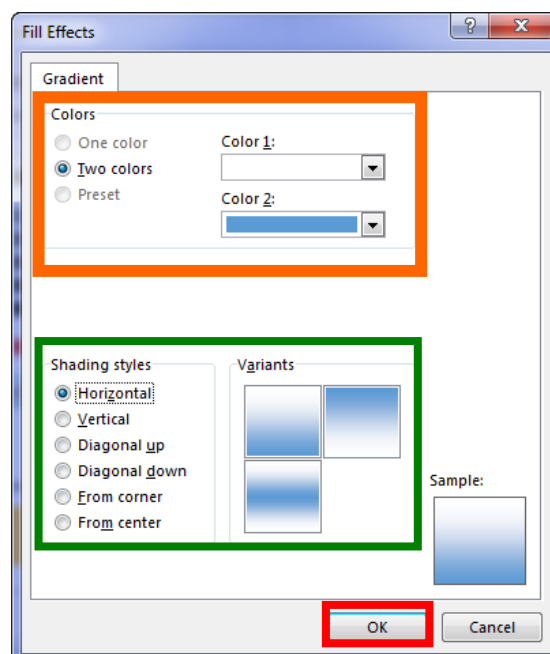 Fill Effects
Gradient
Colors
One color
Two colors
Preset
Color 1:
Color 2:
Shading styles
Horizontal
Vertical
Diagonal up
Diagonal down
From corner
From center
Variants
Sample:
OK
Cancel